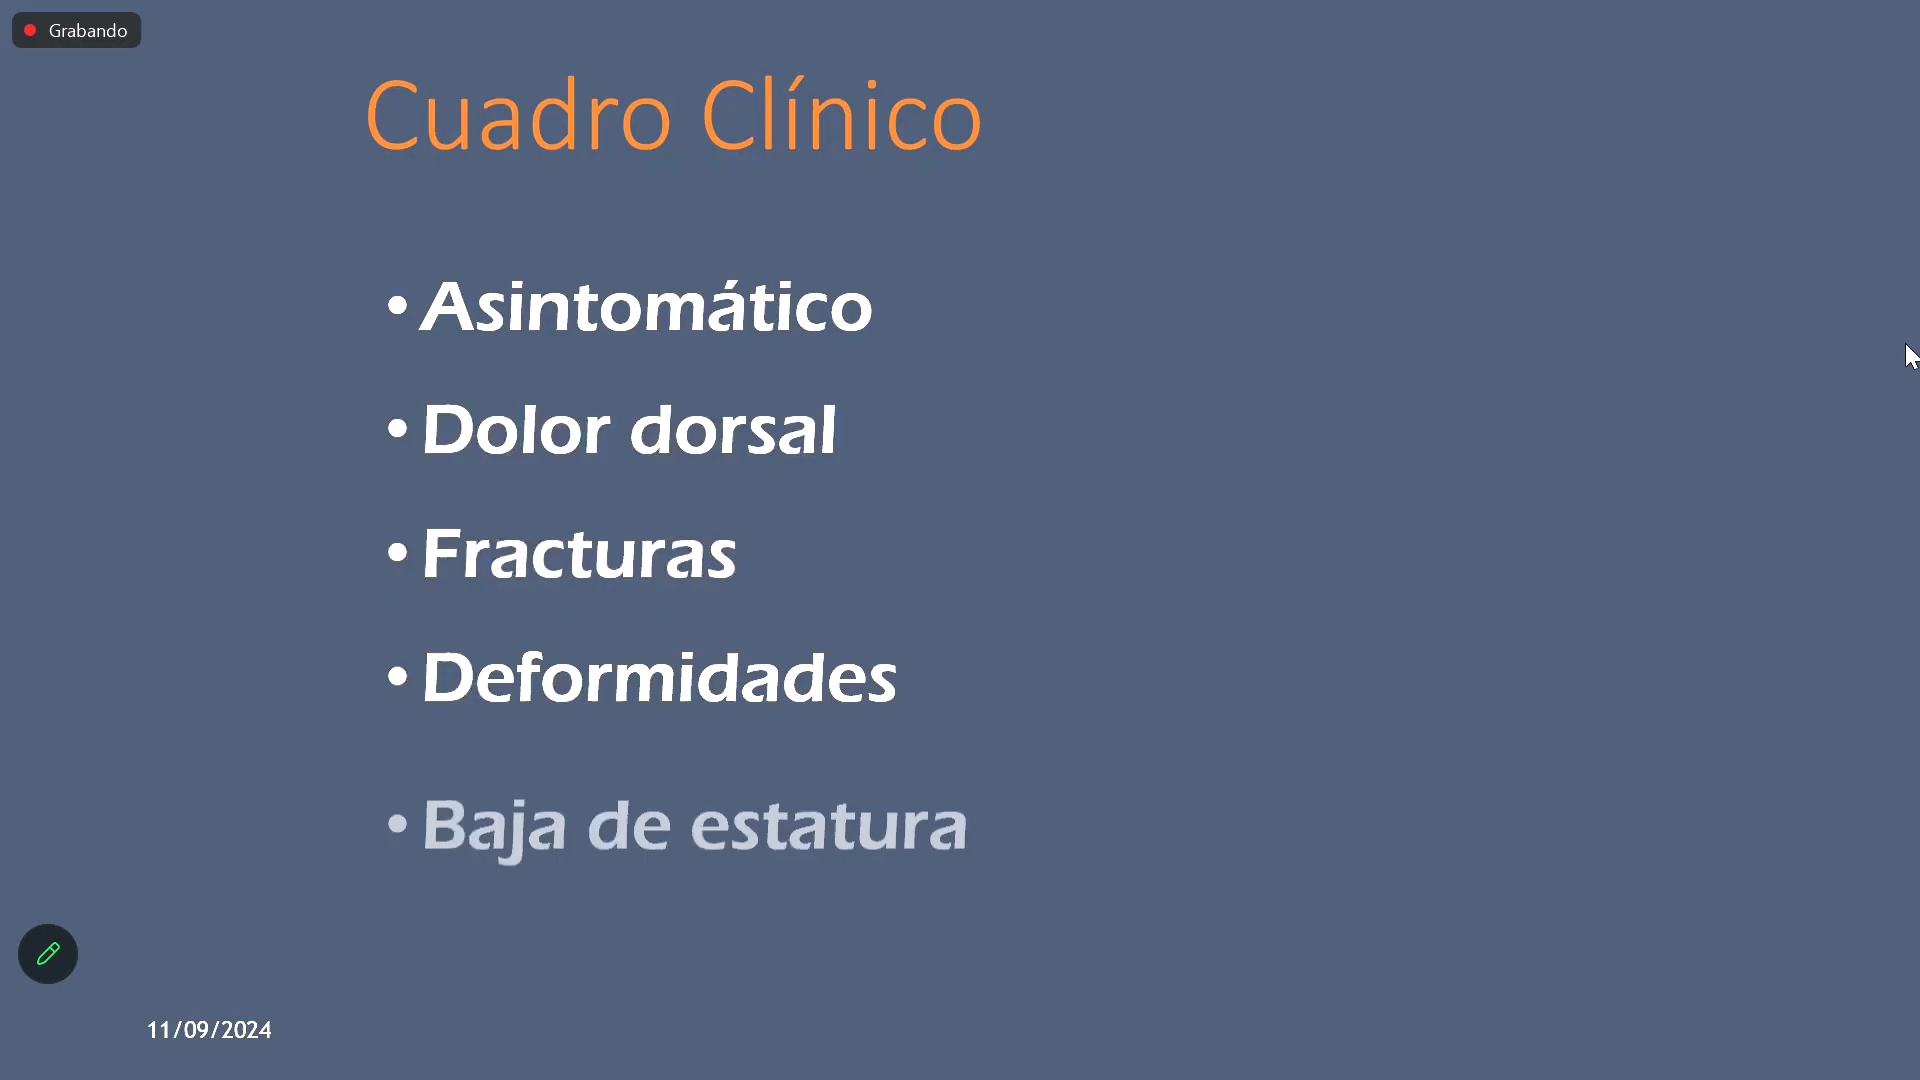 Grabando
Cuadro Clínico
• Asintomático
• Dolor dorsal
• Fracturas
• Deformidades
• Baja de estatura
11/09/2024